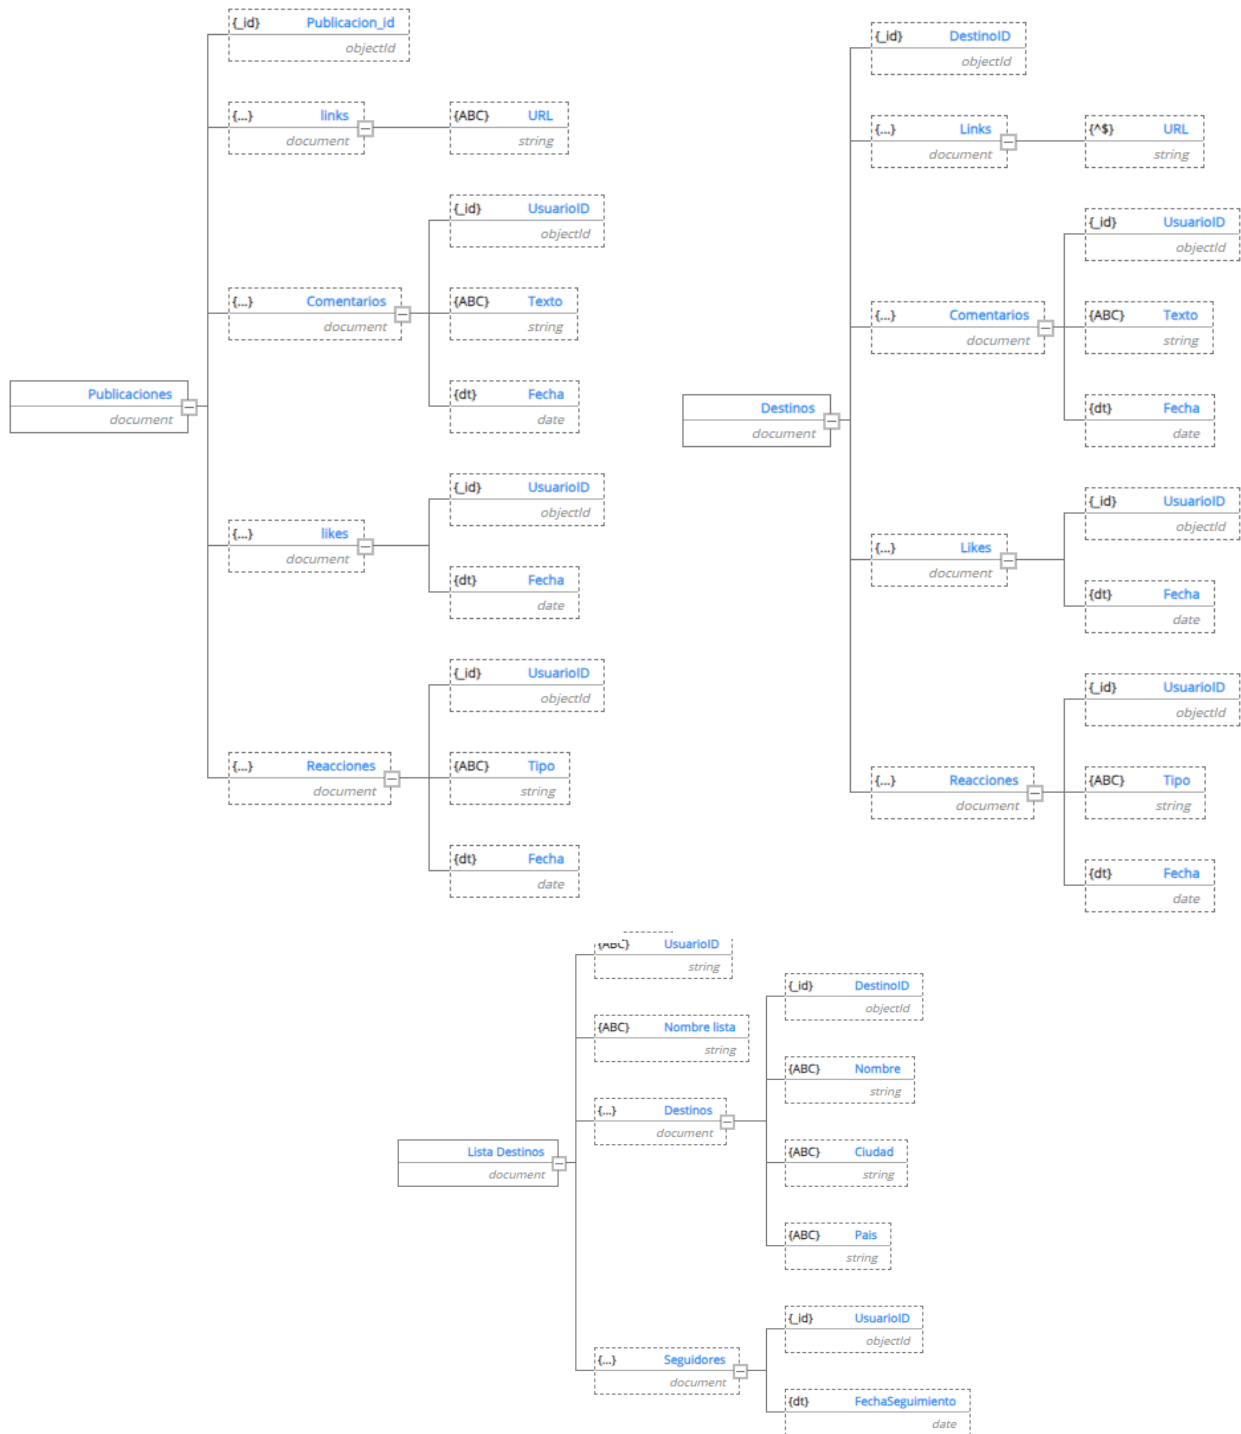 {_id} Publicacion_id
objectId
{...} links
document
{ABC} URL
string
{_id} UsuarioID
objectId
{...} Comentarios
document
{ABC} Texto
string
{dt} Fecha
date
Publicaciones
document
{_id} UsuarioID
objectId
{...} likes
document
{dt} Fecha
date
{_id} UsuarioID
objectId
{...} Reacciones
document
{ABC} Tipo
string
{dt} Fecha
date
{_id} DestinoID
objectId
{...} Links
document
{^$} URL
string
{_id} UsuarioID
objectId
{...} Comentarios
document
{ABC} Texto
string
{dt} Fecha
date
Destinos
document
{_id} UsuarioID
objectId
{...} Likes
document
{dt} Fecha
date
{_id} UsuarioID
objectId
{...} Reacciones
document
{ABC} Tipo
string
{dt} Fecha
date
{ABC} UsuarioID
string
{ABC} Nombre lista
string
{_id} DestinoID
objectId
{ABC} Nombre
string
{...} Destinos
document
{ABC} Ciudad
string
{ABC} Pais
string
Lista Destinos
document
{_id} UsuarioID
objectId
{...} Seguidores
document
{dt} FechaSeguimiento
date